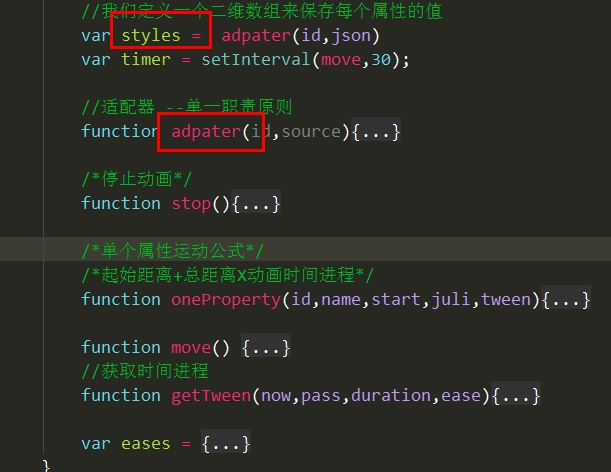 //我们定义一个二维数组来保存每个属性的值
var styles = adpater(id,json)
var timer = setInterval(move,30);
//适配器 --单一职责原则
function adpater(id,source){...}
/*停止动画*/
function stop(){...}
/*单个属性运动公式*/
/*起始距离+总距离X动画时间进程*/
function oneProperty(id,name,start,juli,tween){...}
function move() {...}
//获取时间进程
function getTween(now,pass,duration,ease){...}
var eases = {...}
}